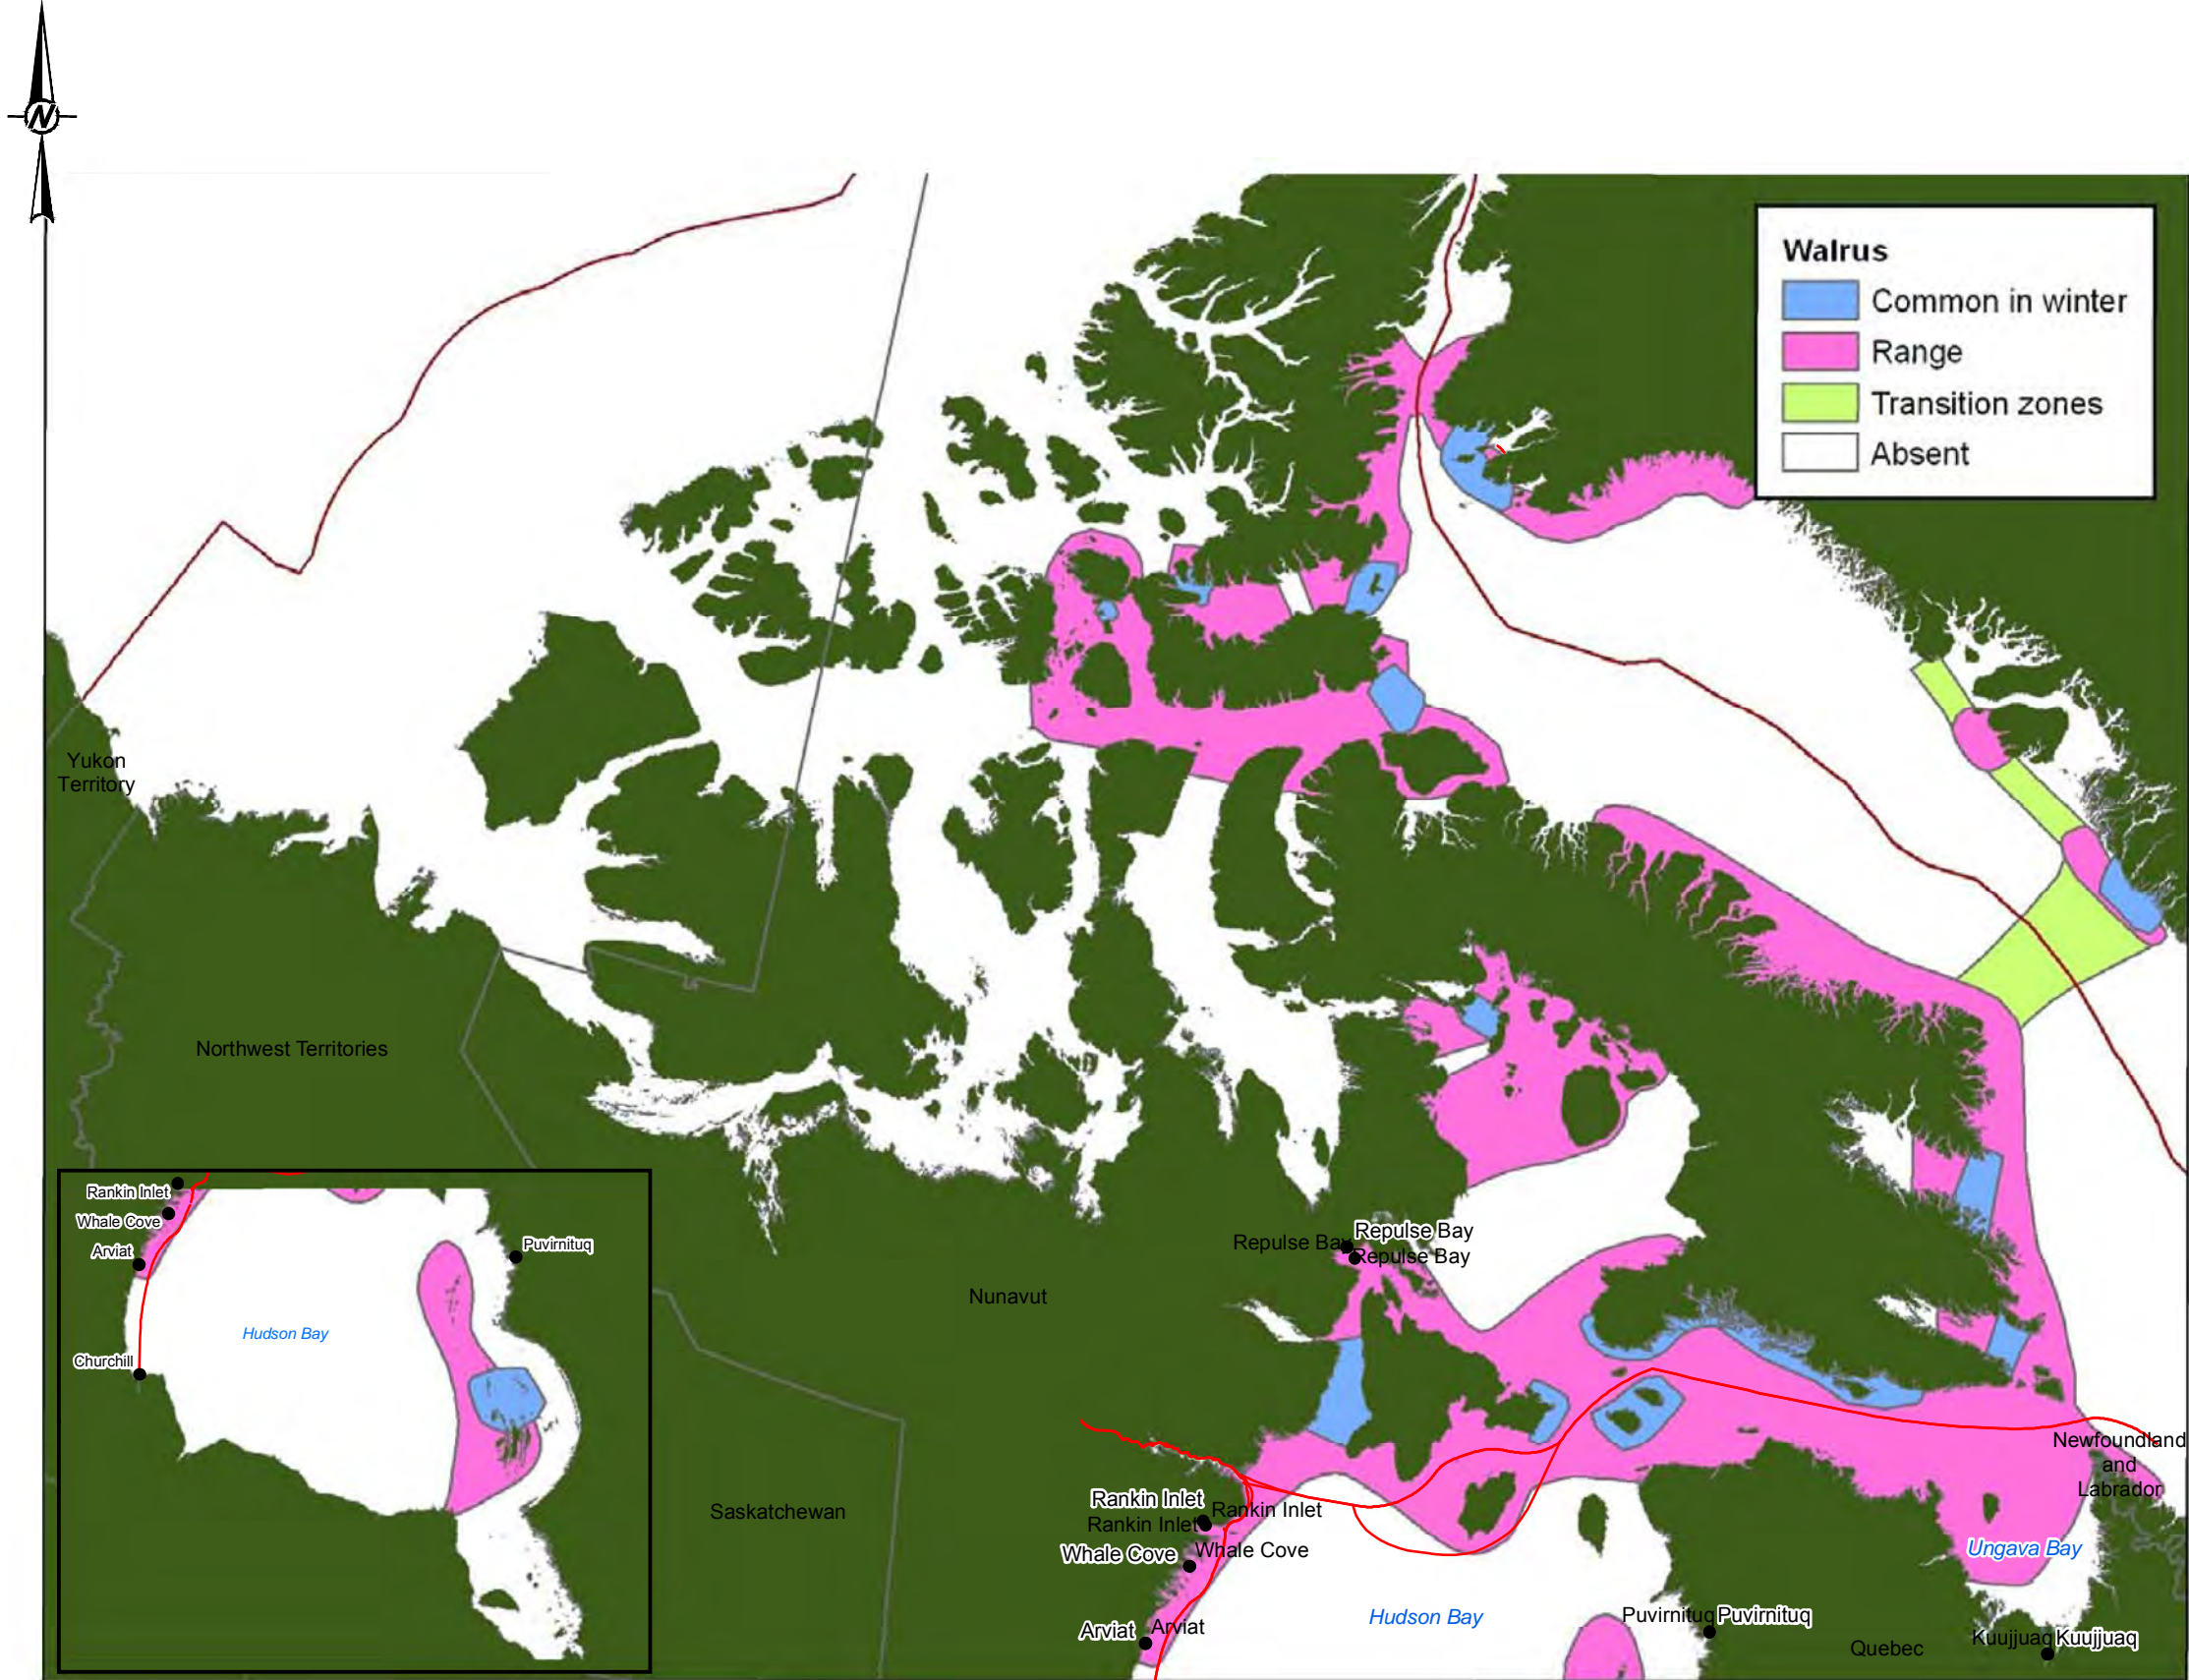 N
Walrus
Common in winter
Range
Transition zones
Absent
Yukon
Territory
Northwest Territories
Nunavut
Saskatchewan
Repulse Bay
Repulse Bay
Repulse Bay
Rankin Inlet
Rankin Inlet
Rankin Inlet
Whale Cove
Whale Cove
Arviat
Arviat
Hudson Bay
Puvirnituq
Puvirnituq
Quebec
Kuujjuaq
Kuujjuaq
Ungava Bay
Newfoundland
and
Labrador
Rankin Inlet
Whale Cove
Arviat
Churchill
Hudson Bay
Puvirnituq